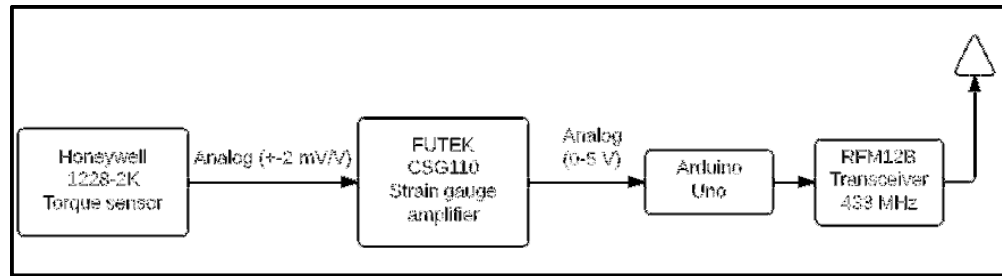 Honeywell
1228-2K
Torque sensor
Analog (+-2 mV/V)
FUTEK
CSG110
Strain gauge
amplifier
Analog
(0-5 V)
Arduino
Uno
RFM12B
Transceiver
433 MHz